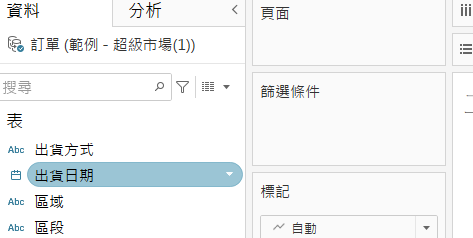 資料
分析
訂單 (範例 - 超級市場(1))
搜尋
表
Abc 出貨方式
出貨日期
Abc 區域
Abc 區段
頁面
篩選條件
標記
自動